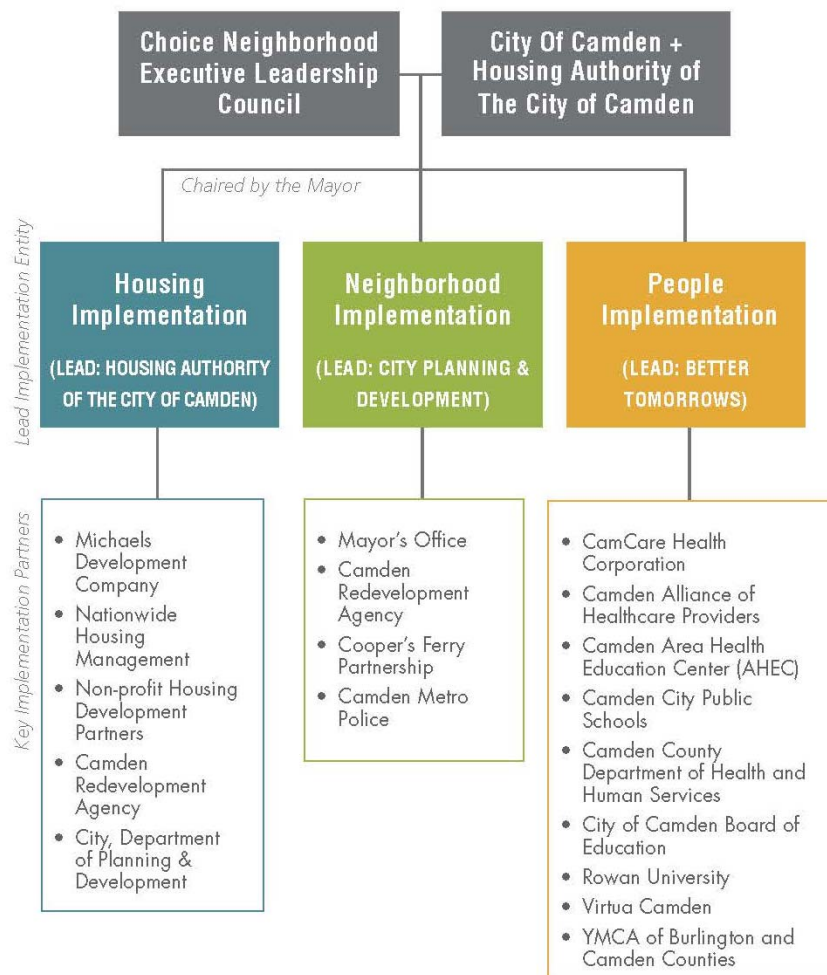 Choice Neighborhood
Executive Leadership
Council
City Of Camden +
Housing Authority of
The City of Camden
Chaired by the Mayor
Lead Implementation Entity
Housing
Implementation
(LEAD: HOUSING AUTHORITY
OF THE CITY OF CAMDEN)
Neighborhood
Implementation
(LEAD: CITY PLANNING &
DEVELOPMENT)
People
Implementation
(LEAD: BETTER
TOMORROWS)
Key Implementation Partners
• Michaels
Development
Company
• Nationwide
Housing
Management
• Non-profit Housing
Development
Partners
• Camden
Redevelopment
Agency
• City, Department
of Planning &
Development
• Mayor's Office
• Camden
Redevelopment
Agency
• Cooper's Ferry
Partnership
• Camden Metro
Police
• CamCare Health
Corporation
• Camden Alliance of
Healthcare Providers
• Camden Area Health
Education Center (AHEC)
• Camden City Public
Schools
• Camden County
Department of Health and
Human Services
• City of Camden Board of
Education
• Rowan University
• Virtua Camden
• YMCA of Burlington and
Camden Counties